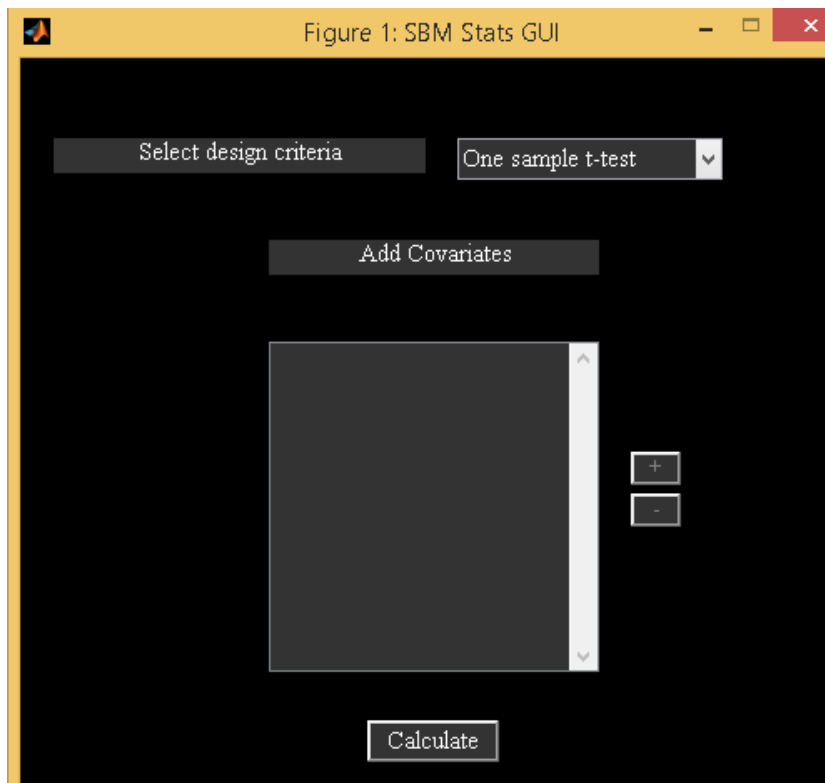 Figure 1: SBM Stats GUI
Select design criteria
One sample t-test
Add Covariates
+
-
Calculate